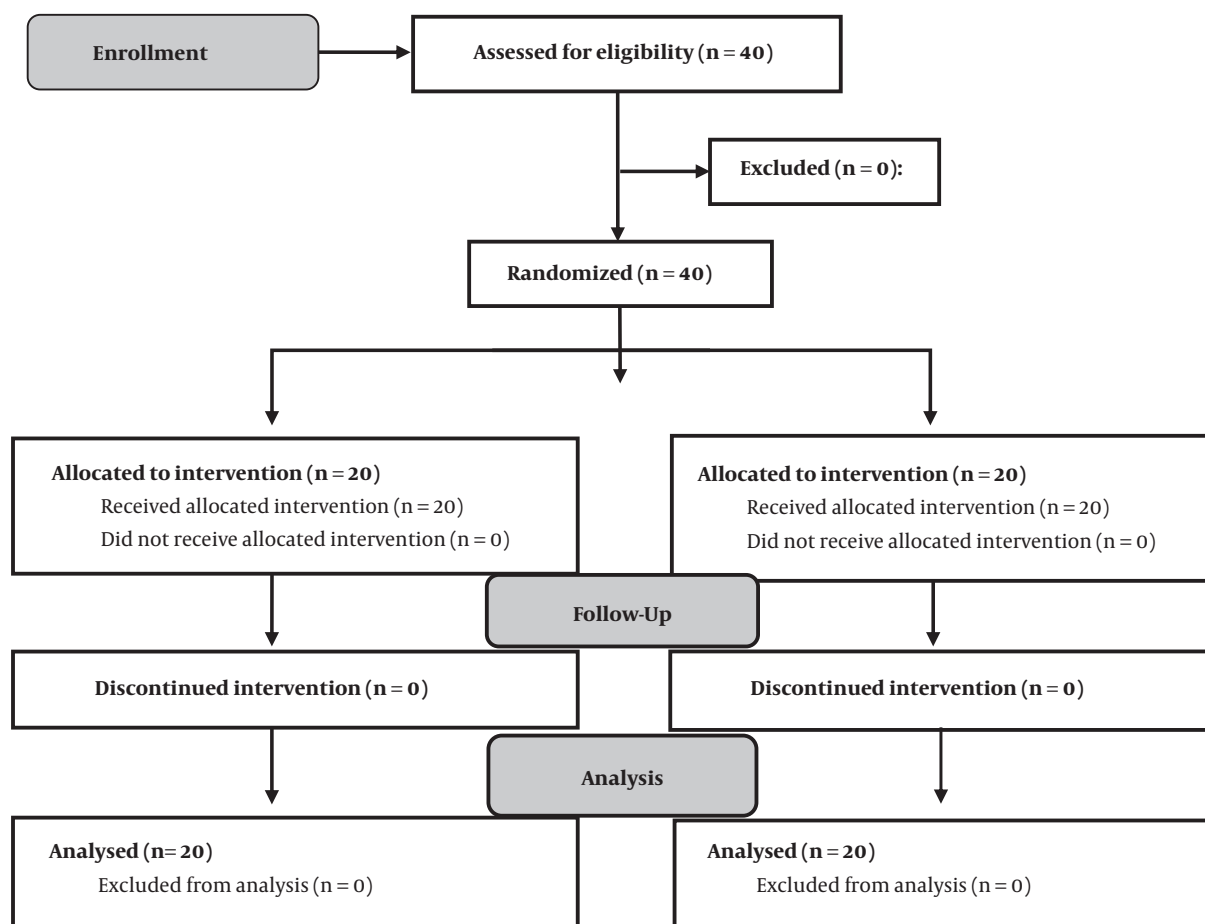 Enrollment
Assessed for eligibility (n = 40)
Excluded (n = 0):
Randomized (n = 40)
Allocated to intervention (n = 20)
Received allocated intervention (n = 20)
Did not receive allocated intervention (n = 0)
Allocated to intervention (n = 20)
Received allocated intervention (n = 20)
Did not receive allocated intervention (n = 0)
Follow-Up
Discontinued intervention (n = 0)
Discontinued intervention (n = 0)
Analysis
Analysed (n= 20)
Excluded from analysis (n = 0)
Analysed (n = 20)
Excluded from analysis (n = 0)